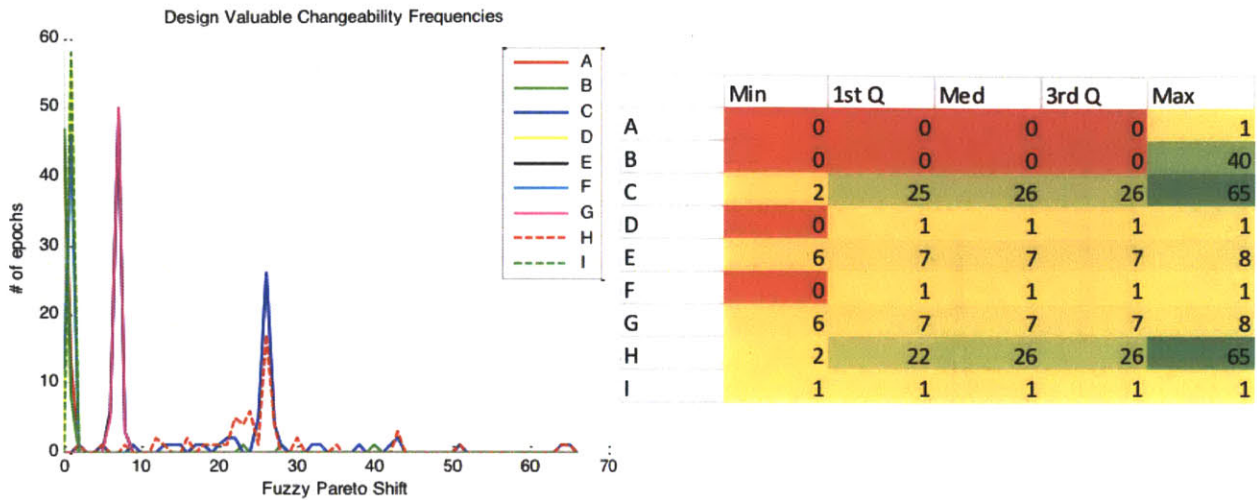 Design Valuable Changeability Frequencies
60
50
40
30
20
10
0
# of epochs
0 10 20 30 40 50 60 70
Fuzzy Pareto Shift
A
B
C
D
E
F
G
H
I
Min 1st Q Med 3rd Q Max
A 0 0 0 0 1
B 0 0 0 0 40
C 2 25 26 26 65
D 0 1 1 1 1
E 6 7 7 7 8
F 0 1 1 1 1
G 6 7 7 7 8
H 2 22 26 26 65
I 1 1 1 1 1